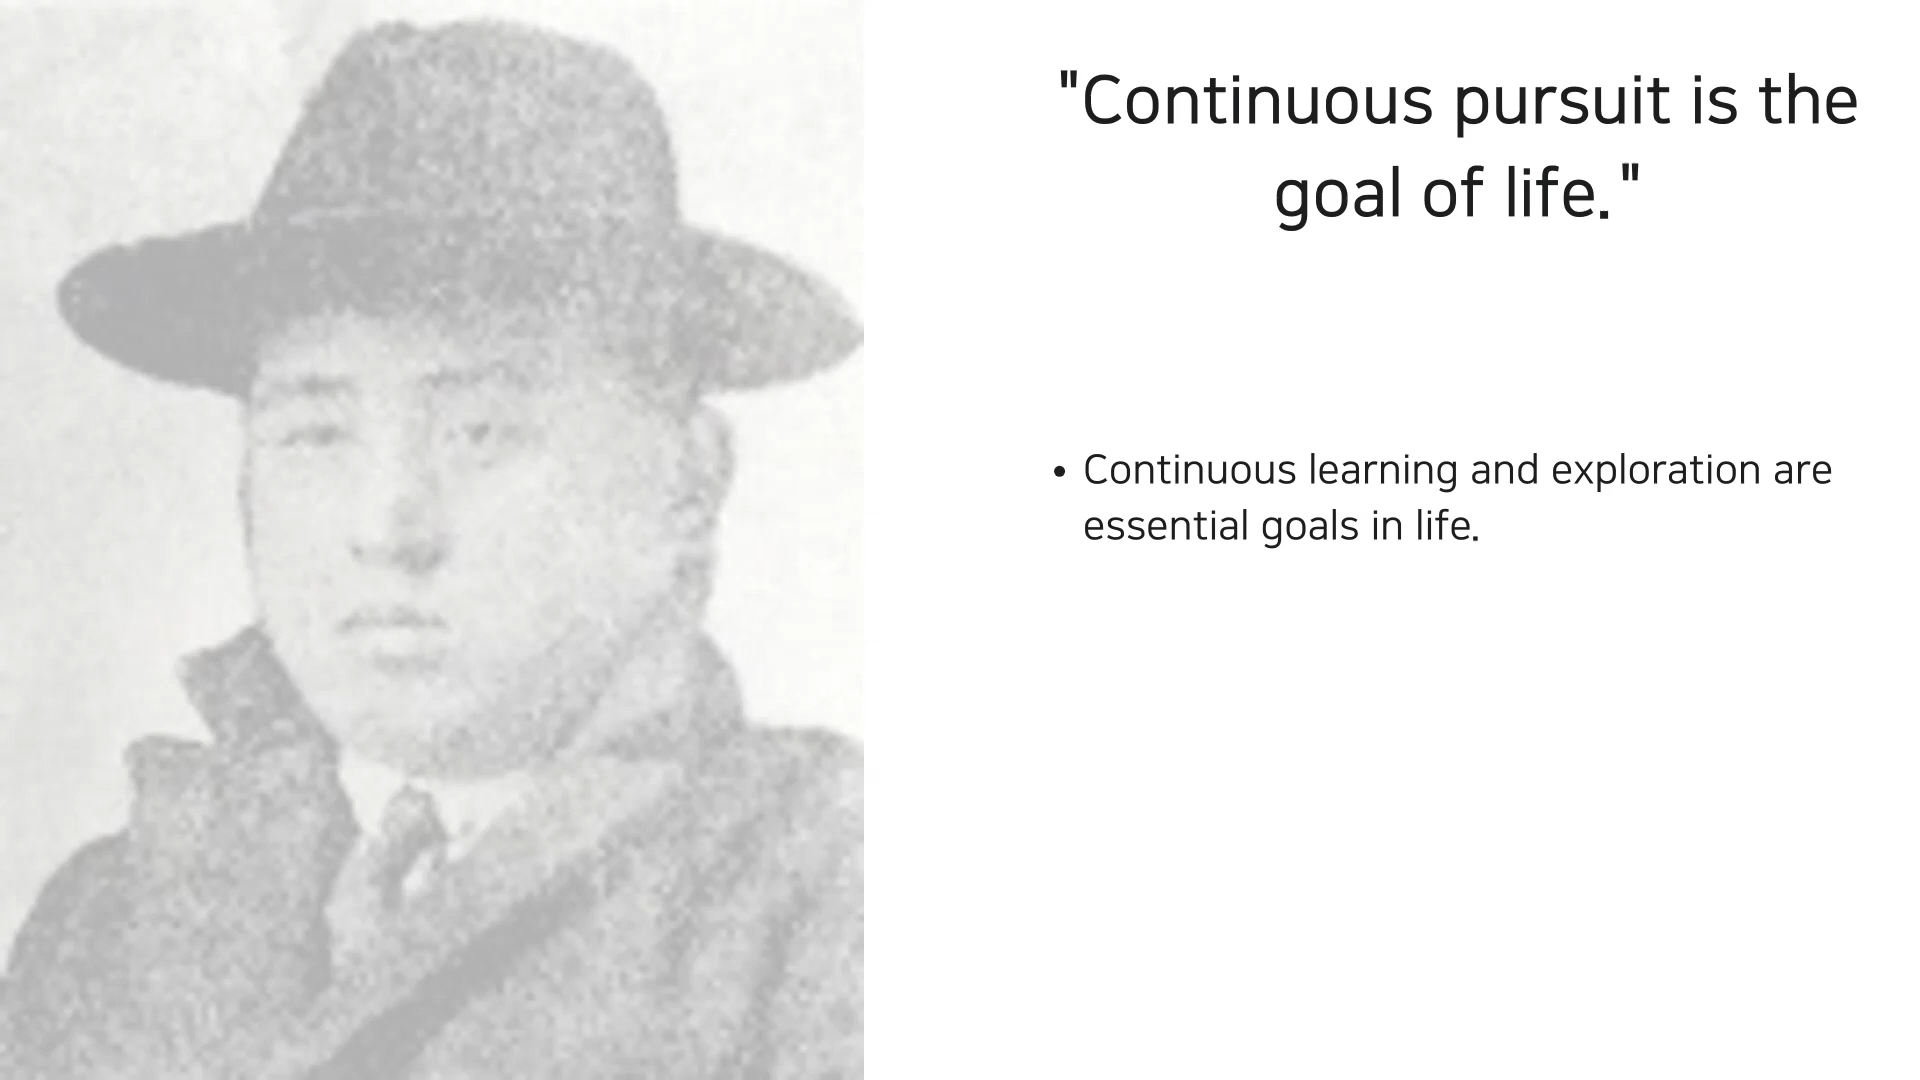 "Continuous pursuit is the
goal of life."
• Continuous learning and exploration are
essential goals in life.